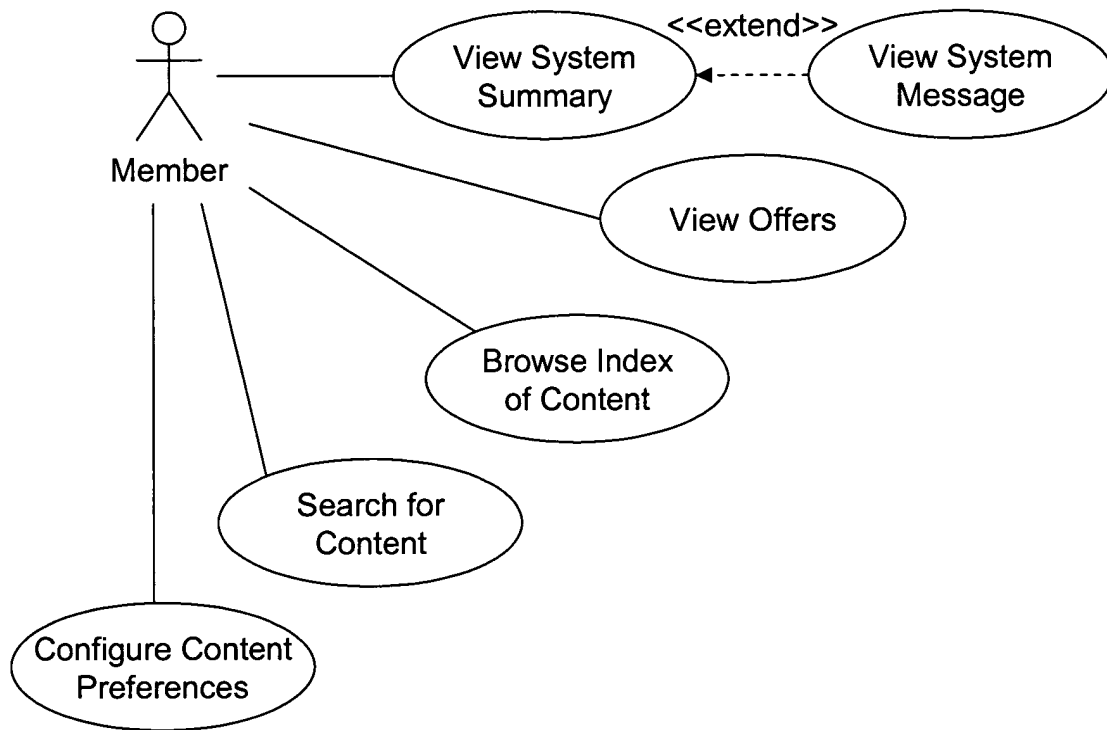 <<extend>>
View System
Summary
View System
Message
Member
View Offers
Browse Index
of Content
Search for
Content
Configure Content
Preferences